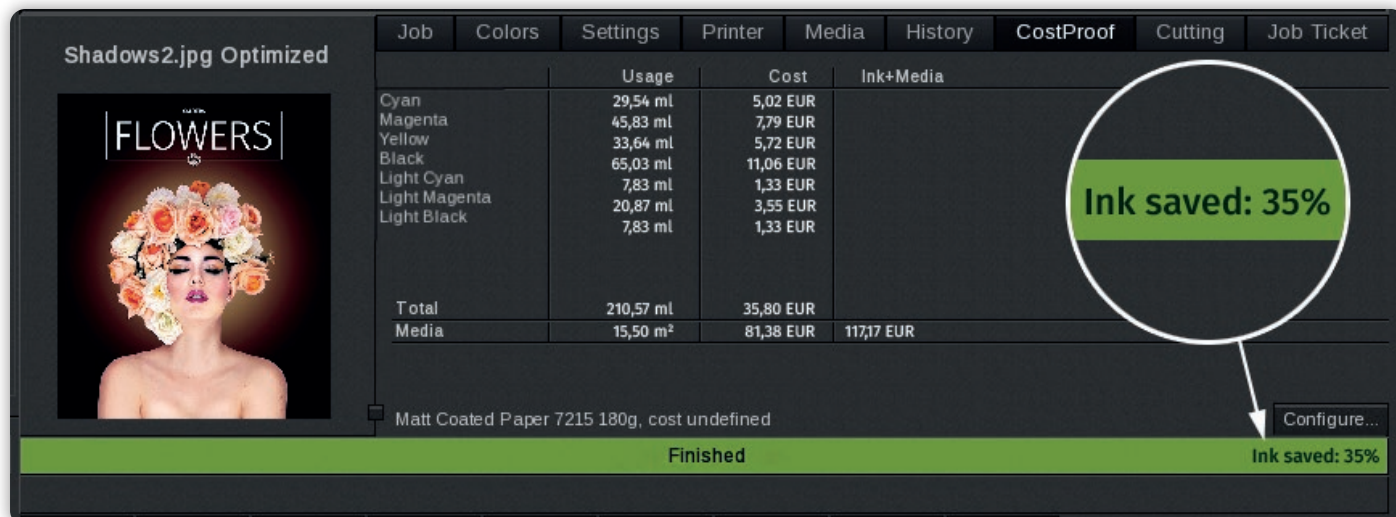 Shadows2.jpg Optimized
FLOWERS
Job Colors Settings Printer Media History CostProof Cutting Job Ticket
Usage Cost Ink+Media
Cyan 29,54 ml 5,02 EUR
Magenta 45,83 ml 7,79 EUR
Yellow 33,64 ml 5,72 EUR
Black 65,03 ml 11,06 EUR
Light Cyan 7,83 ml 1,33 EUR
Light Magenta 20,87 ml 3,55 EUR
Light Black 7,83 ml 1,33 EUR
Total 210,57 ml 35,80 EUR
Media 15,50 m² 81,38 EUR 117,17 EUR
Ink saved: 35%
Matt Coated Paper 7215 180g, cost undefined Configure...
Finished Ink saved: 35%